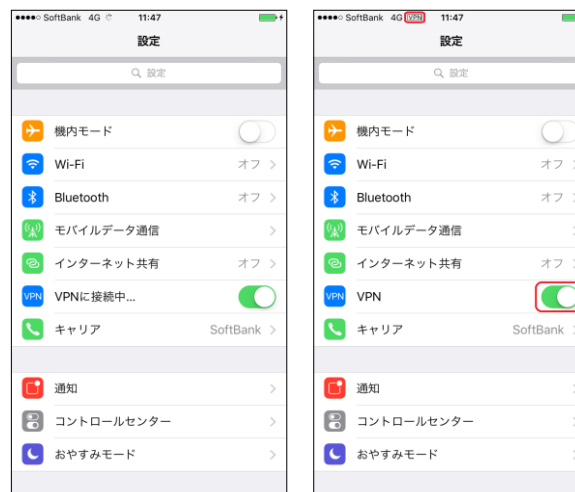 SoftBank 4G 11:47
設定
設定
機内モード
Wi-Fi オフ
Bluetooth オフ
モバイルデータ通信
インターネット共有 オフ
VPN VPNに接続中...
キャリア SoftBank
通知
コントロールセンター
おやすみモード
SoftBank 4G VPN 11:47
設定
設定
機内モード
Wi-Fi オフ
Bluetooth オフ
モバイルデータ通信
インターネット共有 オフ
VPN VPN
キャリア SoftBank
通知
コントロールセンター
おやすみモード